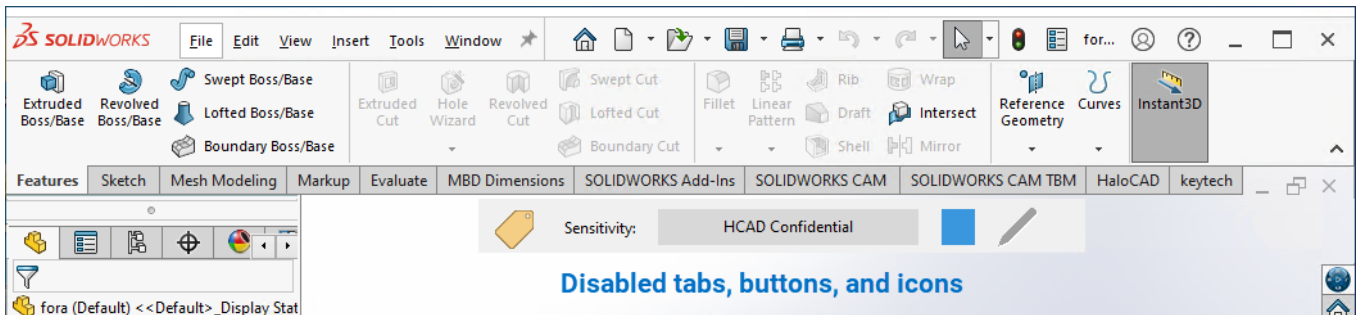 SOLIDWORKS File Edit View Insert Tools Window for... ?
Extruded Boss/Base
Revolved Boss/Base
Swept Boss/Base
Lofted Boss/Base
Boundary Boss/Base
Extruded Cut
Hole Wizard
Revolved Cut
Swept Cut
Lofted Cut
Boundary Cut
Fillet
Linear Pattern
Rib
Draft
Shell
Wrap
Intersect
Mirror
Reference Geometry
Curves
Instant3D
Features Sketch Mesh Modeling Markup Evaluate MBD Dimensions SOLIDWORKS Add-Ins SOLIDWORKS CAM SOLIDWORKS CAM TBM HaloCAD keytech
Sensitivity: HCAD Confidential
Disabled tabs, buttons, and icons
fora (Default) <<Default>_Display Stat